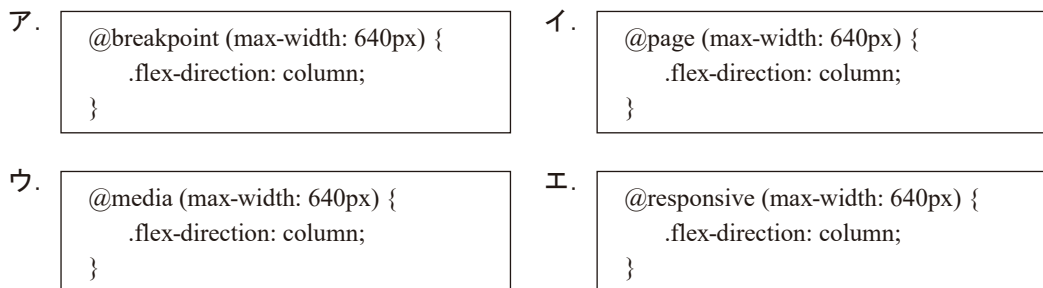 ア.
@breakpoint (max-width: 640px) {
.flex-direction: column;
}
イ.
@page (max-width: 640px) {
.flex-direction: column;
}
ウ.
@media (max-width: 640px) {
.flex-direction: column;
}
エ.
@responsive (max-width: 640px) {
.flex-direction: column;
}